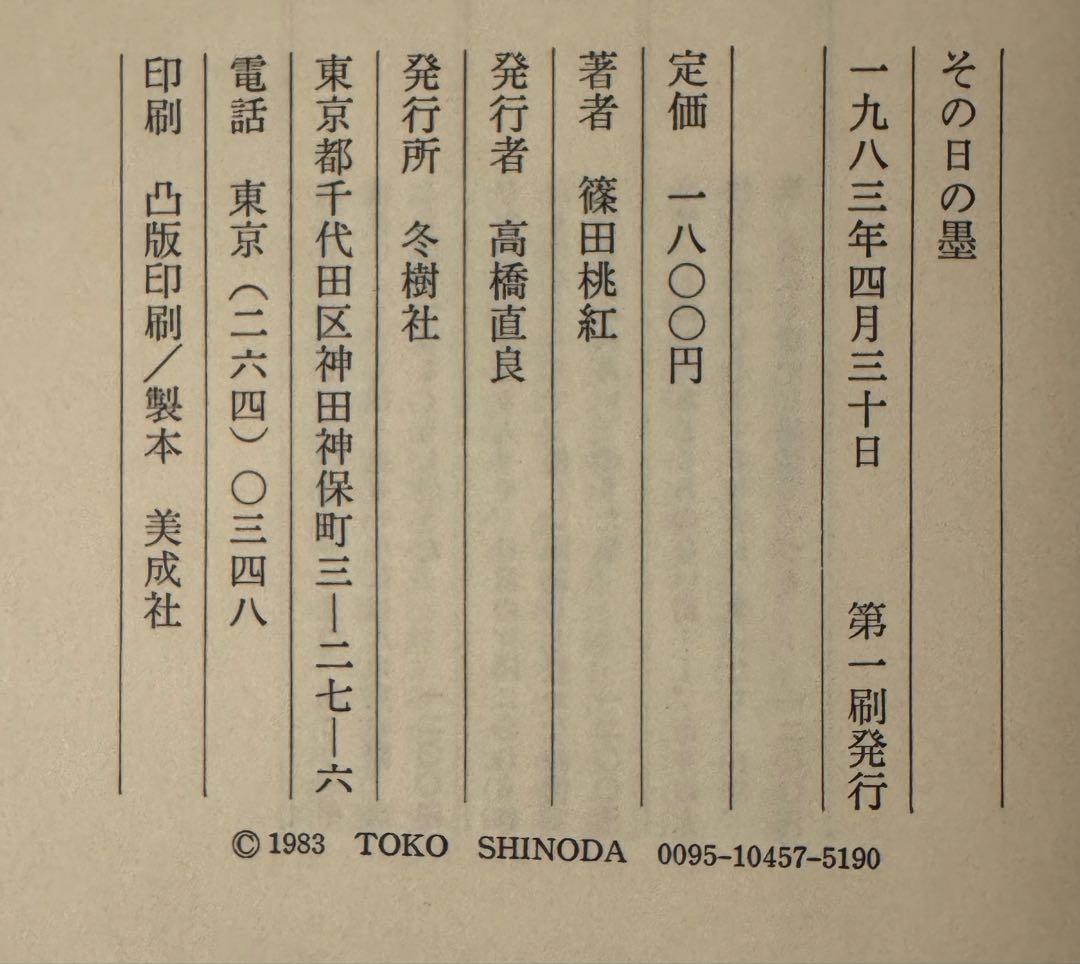 その日の墨
一九八三年四月三十日　第一刷発行
定価　一八〇〇円
著者　篠田桃紅
発行者　高橋直良
発行所　冬樹社
東京都千代田区神田神保町三―二七―六
電話　東京（二六四）〇三四八
印刷　凸版印刷／製本　美成社
© 1983 TOKO SHINODA 0095-10457-5190